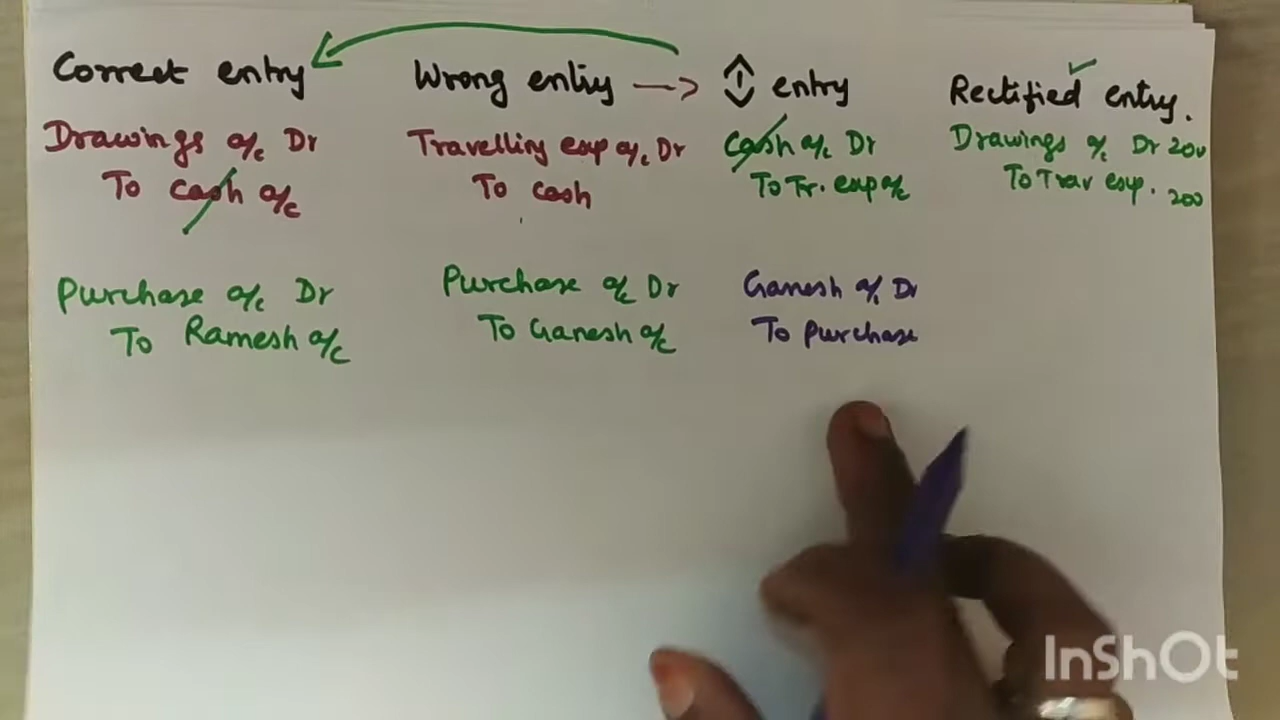 Correct entry
Drawings a/c Dr
To cash a/c
Wrong entry
Travelling exp a/c Dr
To cash
entry
Cash a/c Dr
To Tr. exp a/c
Rectified entry.
Drawings a/c Dr 200
To Trav exp. 200
Purchase a/c Dr
To Ramesh a/c
Purchase a/c Dr
To Ganesh a/c
Ganesh a/c Dr
To purchase
InShOt